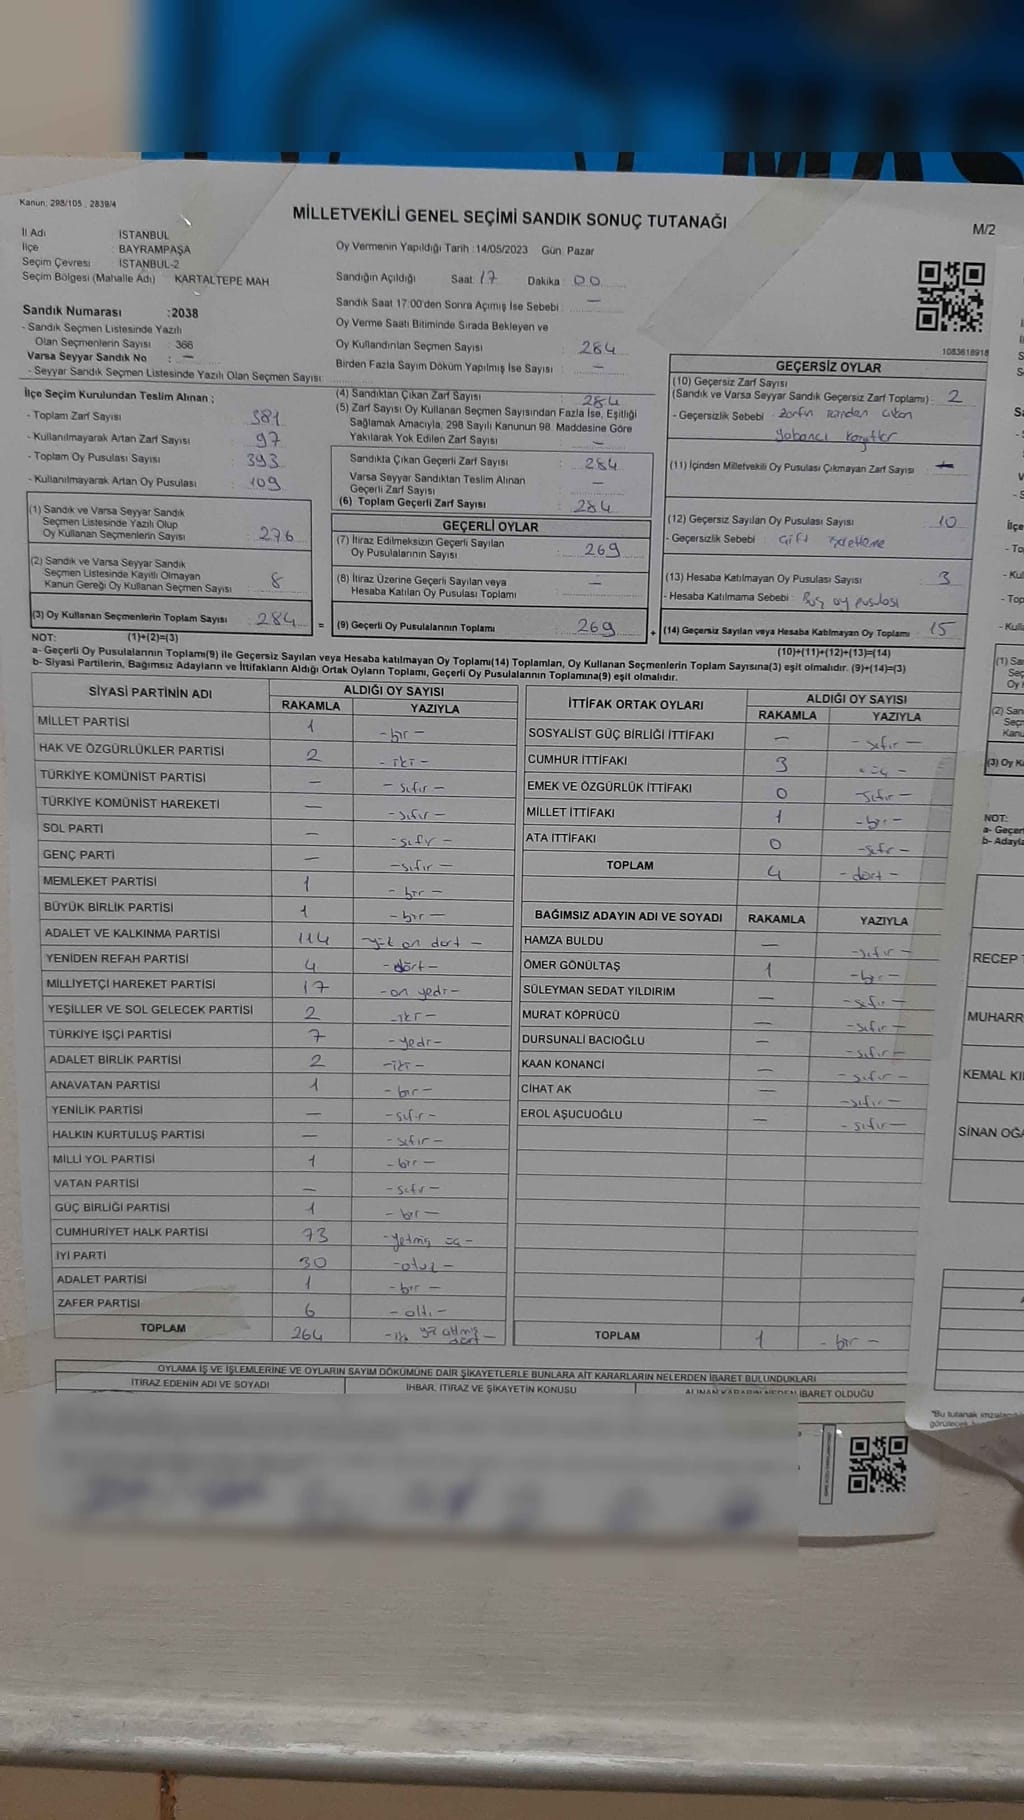 MAS
Kanun: 298/105 , 2839/4
MİLLETVEKİLİ GENEL SEÇİMİ SANDIK SONUÇ TUTANAĞI
M/2
İl Adı : İSTANBUL
İlçe : BAYRAMPAŞA
Seçim Çevresi : İSTANBUL-2
Seçim Bölgesi (Mahalle Adı) KARTALTEPE MAH
Oy Vermenin Yapıldığı Tarih :14/05/2023 Gün: Pazar
Sandığın Açıldığı Saat: 17 Dakika: 00
Sandık Saat 17:00'den Sonra Açımış İse Sebebi : —
Oy Verme Saati Bitiminde Sırada Bekleyen ve
Oy Kullandırılan Seçmen Sayısı : 284
Birden Fazla Sayım Döküm Yapılmış İse Sayısı : —
Sandık Numarası :2038
- Sandık Seçmen Listesinde Yazılı
Olan Seçmenlerin Sayısı : 366
Varsa Seyyar Sandık No : —
- Seyyar Sandık Seçmen Listesinde Yazılı Olan Seçmen Sayısı :
1083618918
İlçe Seçim Kurulundan Teslim Alınan ;
- Toplam Zarf Sayısı : 381
- Kullanılmayarak Artan Zarf Sayısı : 97
- Toplam Oy Pusulası Sayısı : 393
- Kullanılmayarak Artan Oy Pusulası : 109
(1) Sandık ve Varsa Seyyar Sandık
Seçmen Listesinde Yazılı Olup
Oy Kullanan Seçmenlerin Sayısı : 276
(2) Sandık ve Varsa Seyyar Sandık
Seçmen Listesinde Kayıtlı Olmayan
Kanun Gereği Oy Kullanan Seçmen Sayısı : 8
(3) Oy Kullanan Seçmenlerin Toplam Sayısı : 284 =
(4) Sandıktan Çıkan Zarf Sayısı : 284
(5) Zarf Sayısı Oy Kullanan Seçmen Sayısından Fazla İse, Eşitliği
Sağlamak Amacıyla, 298 Sayılı Kanunun 98. Maddesine Göre
Yakılarak Yok Edilen Zarf Sayısı : —
Sandıkta Çıkan Geçerli Zarf Sayısı : 284
Varsa Seyyar Sandıktan Teslim Alınan
Geçerli Zarf Sayısı : —
(6) Toplam Geçerli Zarf Sayısı : 284
GEÇERLİ OYLAR
(7) İtiraz Edilmeksizin Geçerli Sayılan
Oy Pusulalarının Sayısı : 269
(8) İtiraz Üzerine Geçerli Sayılan veya
Hesaba Katılan Oy Pusulası Toplamı : —
(9) Geçerli Oy Pusulalarının Toplamı : 269 +
GEÇERSİZ OYLAR
(10) Geçersiz Zarf Sayısı
(Sandık ve Varsa Seyyar Sandık Geçersiz Zarf Toplamı) : 2
- Geçersizlik Sebebi : Zarfın içinden çıkan
yabancı kağıtlar
(11) İçinden Milletvekili Oy Pusulası Çıkmayan Zarf Sayısı : —
(12) Geçersiz Sayılan Oy Pusulası Sayısı : 10
- Geçersizlik Sebebi : Çift işaretleme
(13) Hesaba Katılmayan Oy Pusulası Sayısı : 3
- Hesaba Katılmama Sebebi : Boş oy pusulası
(14) Geçersiz Sayılan veya Hesaba Katılmayan Oy Toplamı : 15
NOT: (1)+(2)=(3)
(10)+(11)+(12)+(13)=(14)
a- Geçerli Oy Pusulalarının Toplamı(9) ile Geçersiz Sayılan veya Hesaba katılmayan Oy Toplamı(14) Toplamları, Oy Kullanan Seçmenlerin Toplam Sayısına(3) eşit olmalıdır. (9)+(14)=(3)
b- Siyasi Partilerin, Bağımsız Adayların ve İttifakların Aldığı Ortak Oyların Toplamı, Geçerli Oy Pusulalarının Toplamına(9) eşit olmalıdır.
SİYASİ PARTİNİN ADI ALDIĞI OY SAYISI
RAKAMLA YAZIYLA
MİLLET PARTİSİ 1 -bir-
HAK VE ÖZGÜRLÜKLER PARTİSİ 2 -iki-
TÜRKİYE KOMÜNİST PARTİSİ — -sıfır-
TÜRKİYE KOMÜNİST HAREKETİ — -sıfır-
SOL PARTİ — -sıfır-
GENÇ PARTİ — -sıfır-
MEMLEKET PARTİSİ 1 -bir-
BÜYÜK BİRLİK PARTİSİ 1 -bir-
ADALET VE KALKINMA PARTİSİ 114 -yüz on dört-
YENİDEN REFAH PARTİSİ 4 -dört-
MİLLİYETÇİ HAREKET PARTİSİ 17 -on yedi-
YEŞİLLER VE SOL GELECEK PARTİSİ 2 -iki-
TÜRKİYE İŞÇİ PARTİSİ 7 -yedi-
ADALET BİRLİK PARTİSİ 2 -iki-
ANAVATAN PARTİSİ 1 -bir-
YENİLİK PARTİSİ — -sıfır-
HALKIN KURTULUŞ PARTİSİ — -sıfır-
MİLLİ YOL PARTİSİ 1 -bir-
VATAN PARTİSİ — -sıfır-
GÜÇ BİRLİĞİ PARTİSİ 1 -bir-
CUMHURİYET HALK PARTİSİ 73 -yetmiş üç-
İYİ PARTİ 30 -otuz-
ADALET PARTİSİ 1 -bir-
ZAFER PARTİSİ 6 -altı-
TOPLAM 264 -iki yüz altmış dört-
İTTİFAK ORTAK OYLARI ALDIĞI OY SAYISI
RAKAMLA YAZIYLA
SOSYALİST GÜÇ BİRLİĞİ İTTİFAKI — -sıfır-
CUMHUR İTTİFAKI 3 -üç-
EMEK VE ÖZGÜRLÜK İTTİFAKI 0 -sıfır-
MİLLET İTTİFAKI 1 -bir-
ATA İTTİFAKI 0 -sıfır-
TOPLAM 4 -dört-
BAĞIMSIZ ADAYIN ADI VE SOYADI RAKAMLA YAZIYLA
HAMZA BULDU — -sıfır-
ÖMER GÖNÜLTAŞ 1 -bir-
SÜLEYMAN SEDAT YILDIRIM — -sıfır-
MURAT KÖPRÜCÜ — -sıfır-
DURSUNALİ BACIOĞLU — -sıfır-
KAAN KONANCİ — -sıfır-
CİHAT AK — -sıfır-
EROL AŞUCUOĞLU — -sıfır-
TOPLAM 1 -bir-
OYLAMA İŞ VE İŞLEMLERİNE VE OYLARIN SAYIM DÖKÜMÜNE DAİR ŞİKAYETLERLE BUNLARA AİT KARARLARIN NELERDEN İBARET BULUNDUKLARI
İTİRAZ EDENİN ADI VE SOYADI İHBAR, İTİRAZ VE ŞİKAYETİN KONUSU ALINAN KARARIN NEDEN İBARET OLDUĞU
İlçe
(3) Oy K
NOT:
a- Geçer
b- Adayla
RECEP
MUHARR
KEMAL KI
SİNAN OĞ
*Bu tutanak